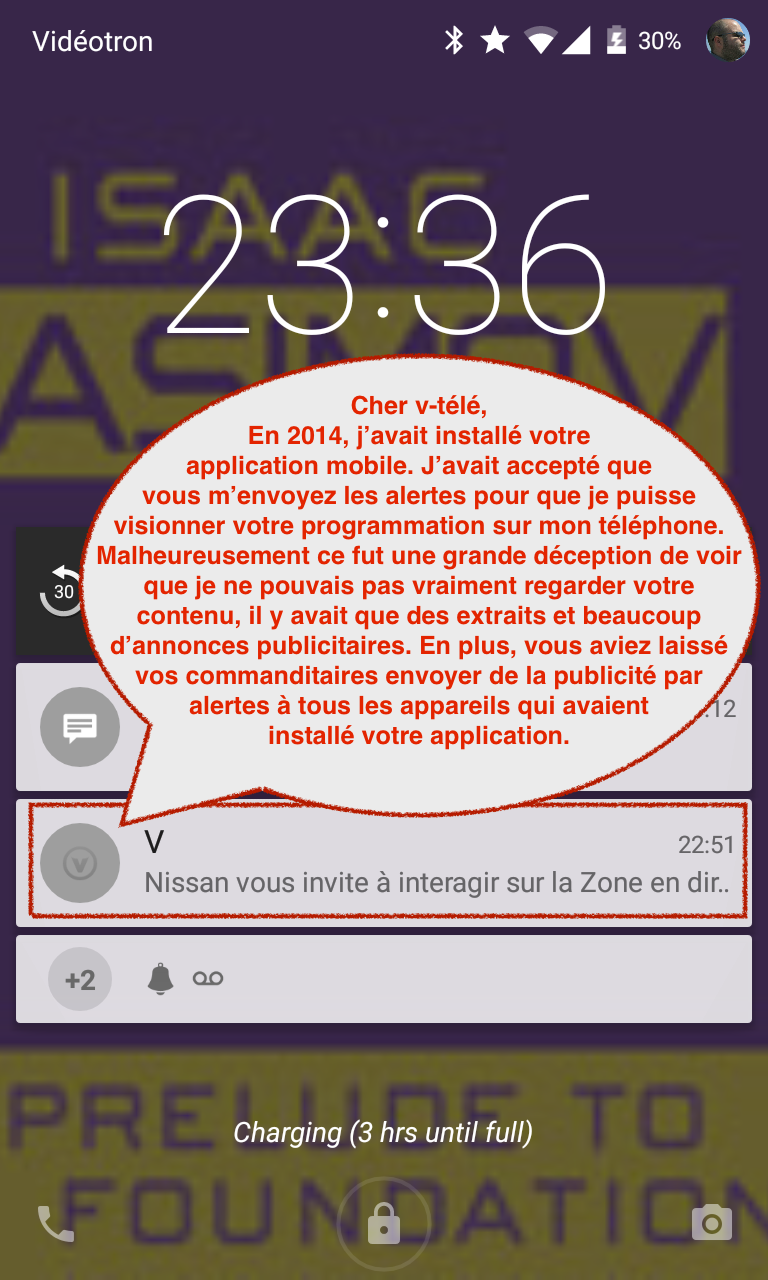 Vidéotron
30%
ISAAC
23:36
ASIMOV
Cher v-télé,
En 2014, j’avait installé votre
application mobile. J’avait accepté que
vous m’envoyez les alertes pour que je puisse
visionner votre programmation sur mon téléphone.
Malheureusement ce fut une grande déception de voir
que je ne pouvais pas vraiment regarder votre
contenu, il y avait que des extraits et beaucoup
d’annonces publicitaires. En plus, vous aviez laissé
vos commanditaires envoyer de la publicité par
alertes à tous les appareils qui avaient
installé votre application.
30
:12
V
22:51
Nissan vous invite à interagir sur la Zone en dir..
+2
PRELUDE TO
Charging (3 hrs until full)
FOUNDATION